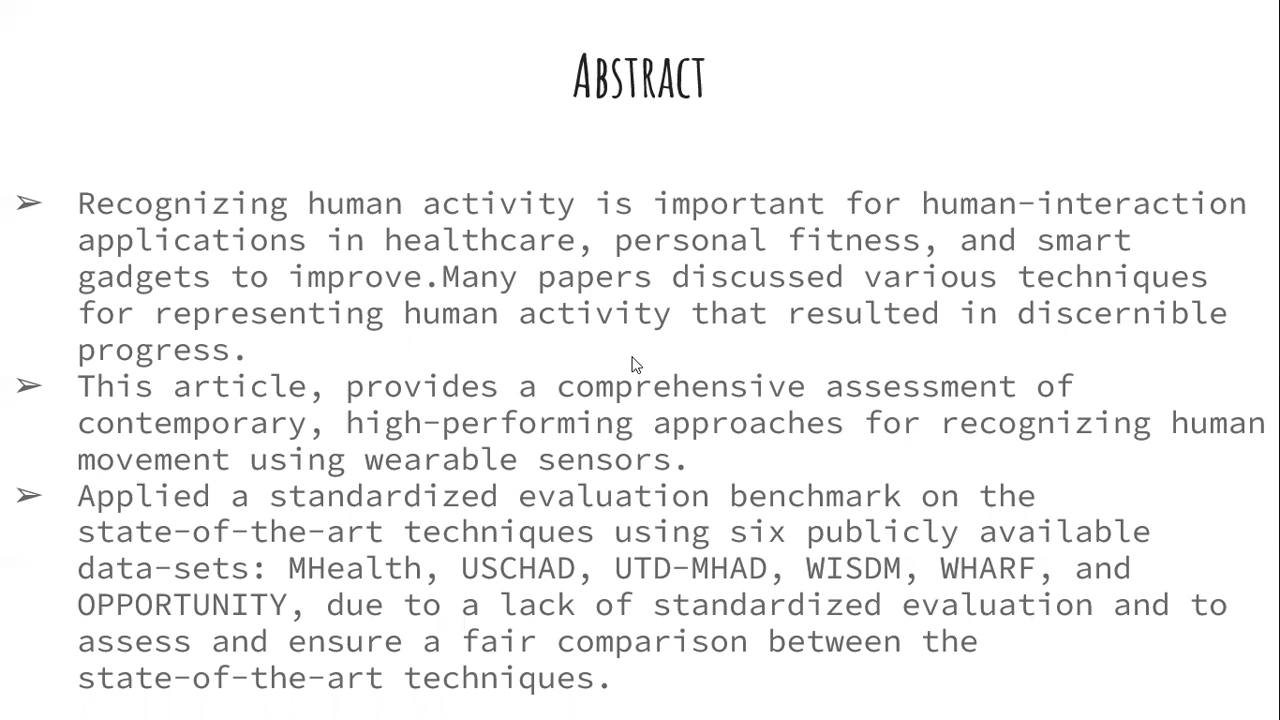 Abstract
➢ Recognizing human activity is important for human-interaction
applications in healthcare, personal fitness, and smart
gadgets to improve.Many papers discussed various techniques
for representing human activity that resulted in discernible
progress.
➢ This article, provides a comprehensive assessment of
contemporary, high-performing approaches for recognizing human
movement using wearable sensors.
➢ Applied a standardized evaluation benchmark on the
state-of-the-art techniques using six publicly available
data-sets: MHealth, USCHAD, UTD-MHAD, WISDM, WHARF, and
OPPORTUNITY, due to a lack of standardized evaluation and to
assess and ensure a fair comparison between the
state-of-the-art techniques.